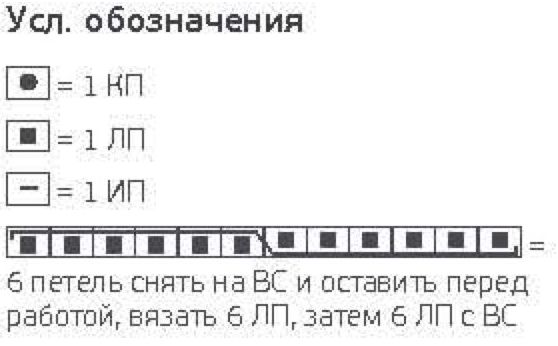 Усл. обозначения
= 1 КП
= 1 ЛП
= 1 ИП
=
6 петель снять на ВС и оставить перед
работой, вязать 6 ЛП, затем 6 ЛП с ВС